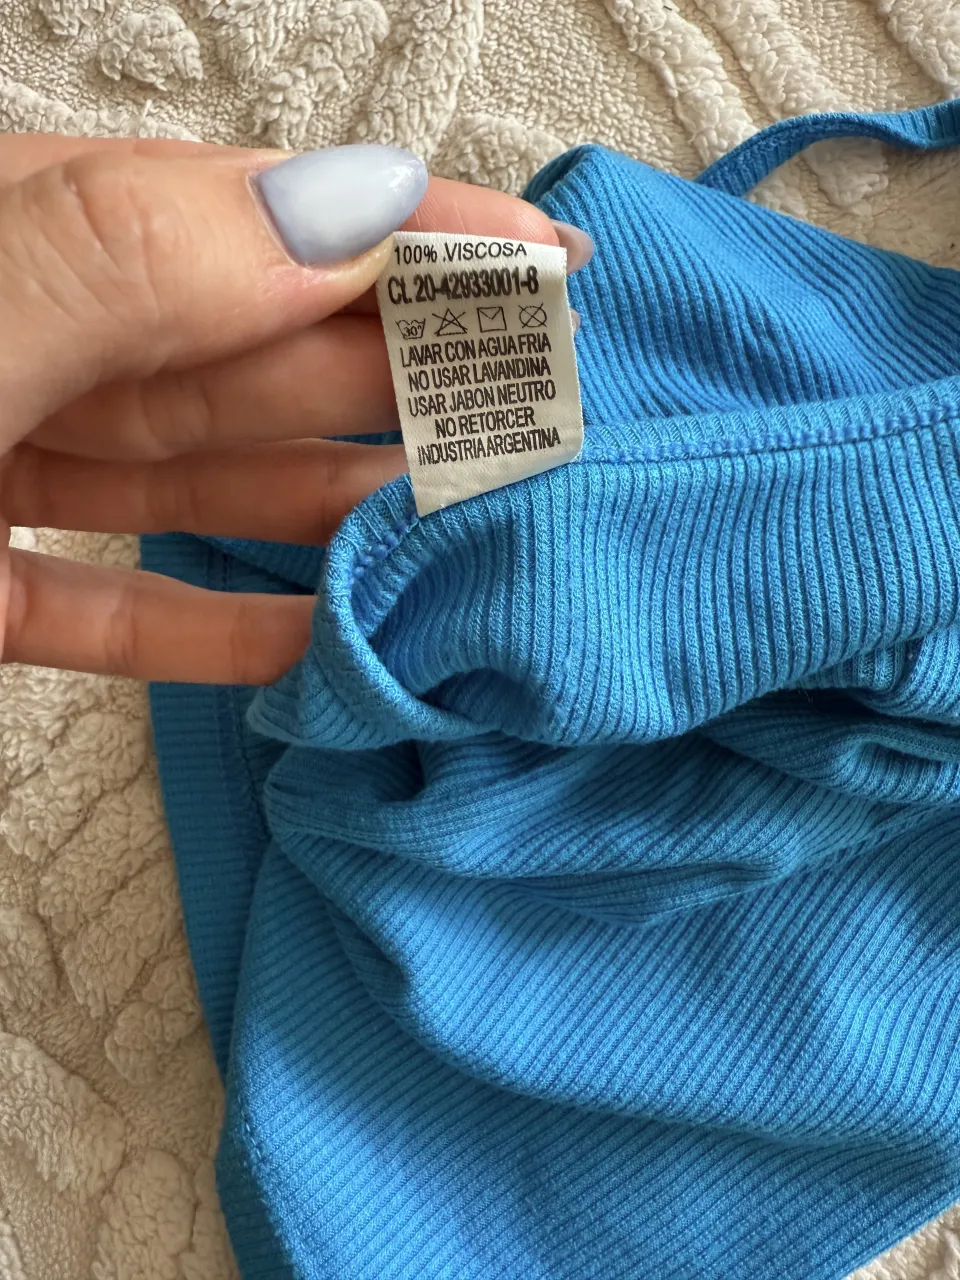 100% .VISCOSA
Ct. 20-42933001-8
30°
LAVAR CON AGUA FRIA
NO USAR LAVANDINA
USAR JABON NEUTRO
NO RETORCER
INDUSTRIA ARGENTINA